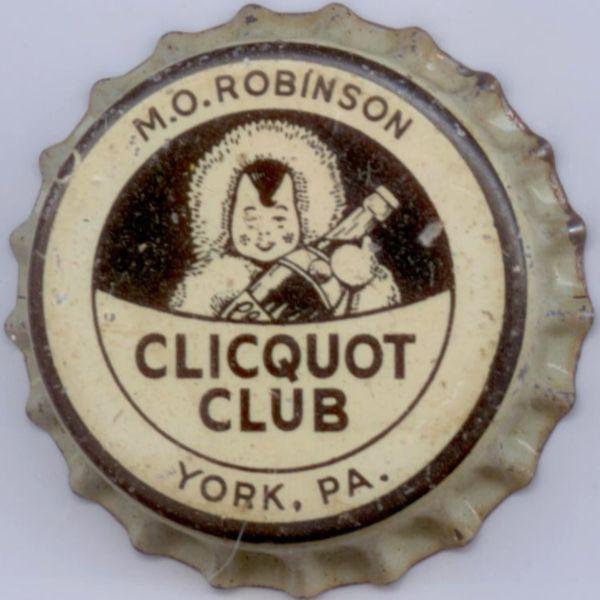 M.O. ROBINSON
CLICQUOT
CLUB
YORK, PA.